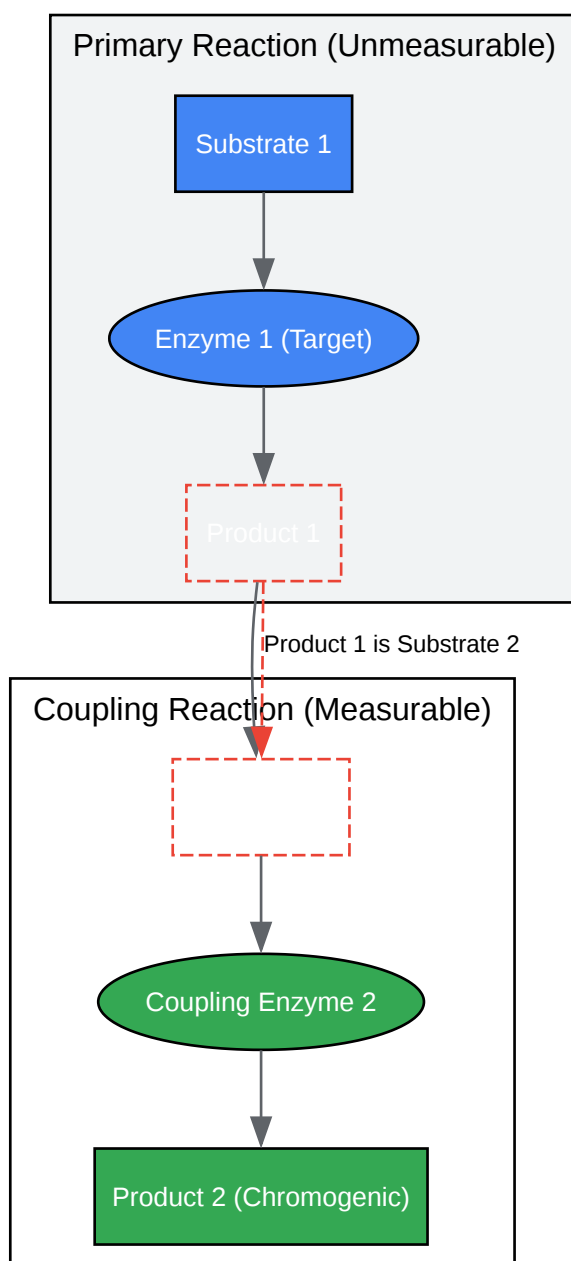 Primary Reaction (Unmeasurable)
Substrate 1
Enzyme 1 (Target)
Product 1
Product 1 is Substrate 2
Coupling Reaction (Measurable)
Coupling Enzyme 2
Product 2 (Chromogenic)